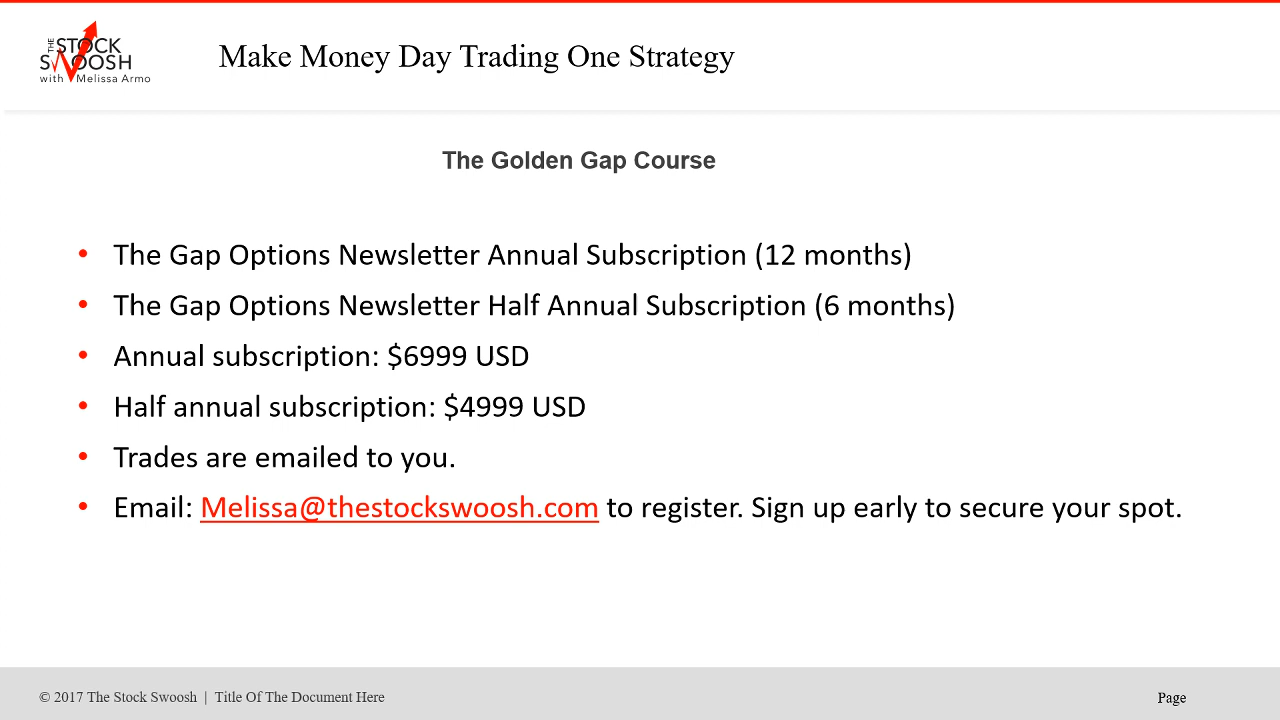 THE STOCK
SWOOSH
with Melissa Armo
Make Money Day Trading One Strategy
The Golden Gap Course
• The Gap Options Newsletter Annual Subscription (12 months)
• The Gap Options Newsletter Half Annual Subscription (6 months)
• Annual subscription: $6999 USD
• Half annual subscription: $4999 USD
• Trades are emailed to you.
• Email: Melissa@thestockswoosh.com to register. Sign up early to secure your spot.
© 2017 The Stock Swoosh | Title Of The Document Here
Page